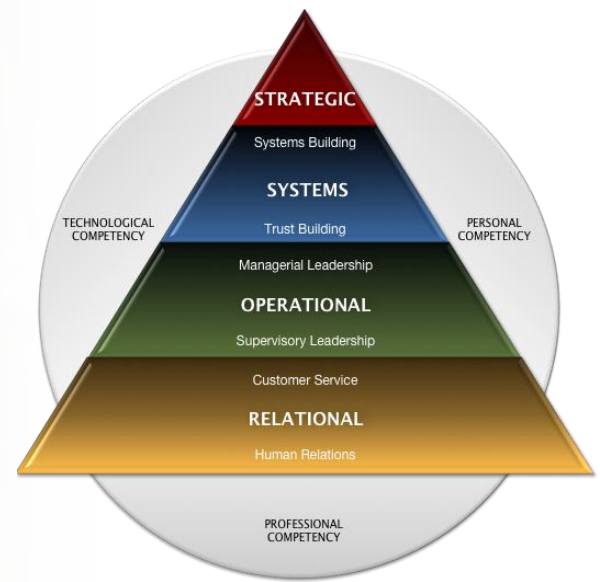 STRATEGIC
Systems Building
SYSTEMS
TECHNOLOGICAL
COMPETENCY
PERSONAL
COMPETENCY
Trust Building
Managerial Leadership
OPERATIONAL
Supervisory Leadership
Customer Service
RELATIONAL
Human Relations
PROFESSIONAL
COMPETENCY